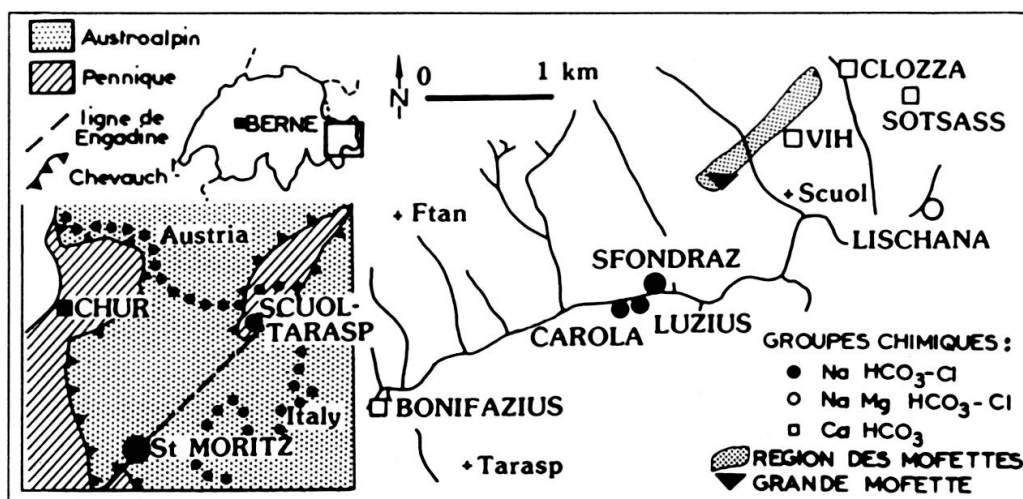 Austroalpin
Pennique
ligne de
Engadine
Chevauch!
BERNE
N
0 1 km
CLOZZA
SOTSASS
VIH
Scuol
LISCHANA
Ftan
SFONDRAZ
CAROLA
LUZIUS
BONIFAZIUS
Tarasp
Austria
CHUR
SCUOL-
TARASP
Italy
St MORITZ
GROUPES CHIMIQUES :
Na HCO₃-Cl
Na Mg HCO₃-Cl
Ca HCO₃
REGION DES MOFETTES
GRANDE MOFETTE